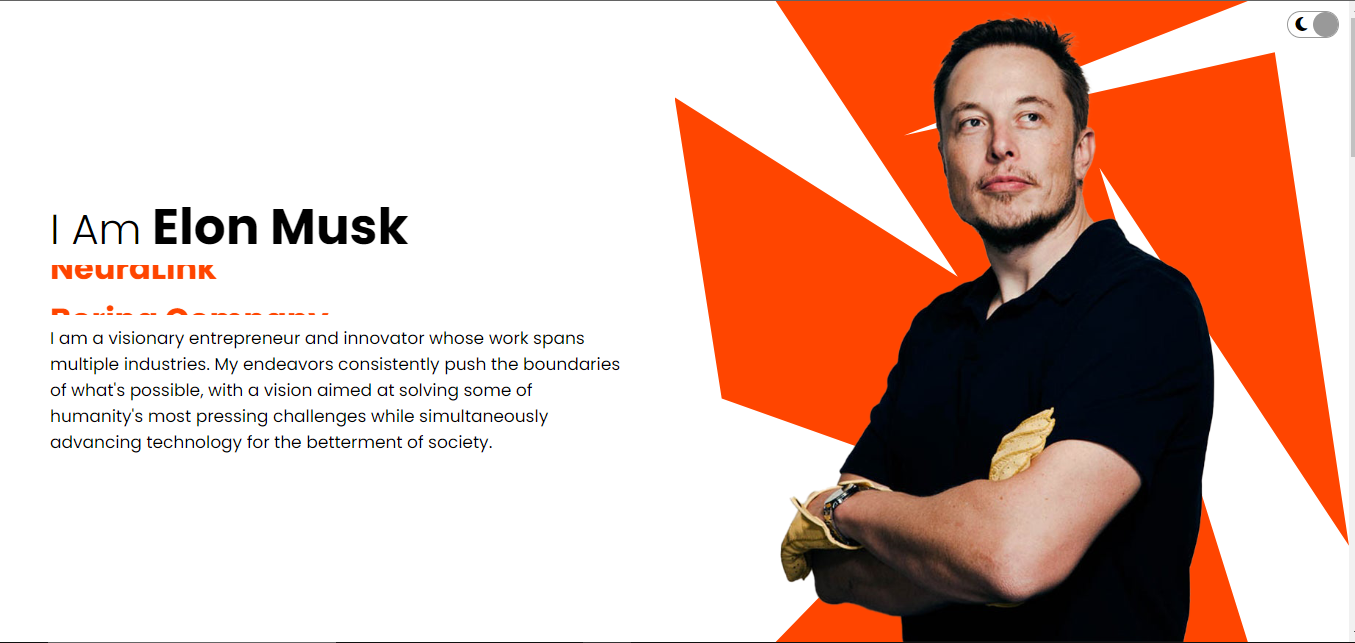 I Am Elon Musk
NeuraLink
Boring Company
I am a visionary entrepreneur and innovator whose work spans
multiple industries. My endeavors consistently push the boundaries
of what's possible, with a vision aimed at solving some of
humanity's most pressing challenges while simultaneously
advancing technology for the betterment of society.